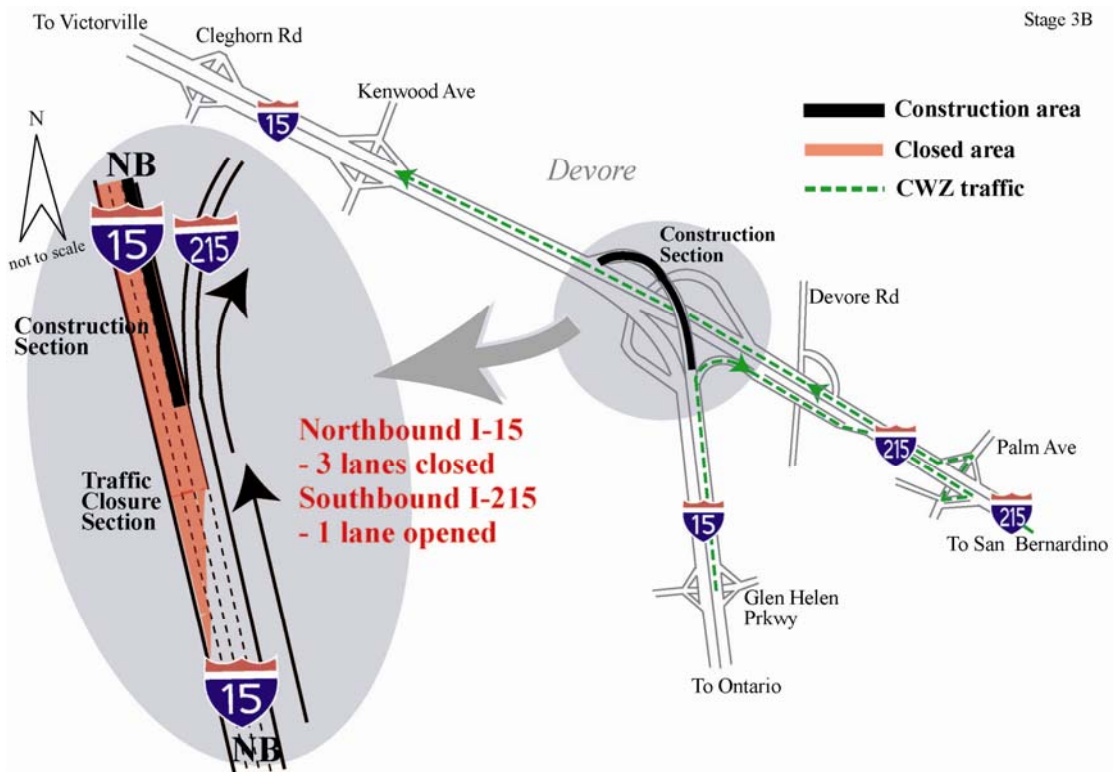 To Victorville
Stage 3B
Cleghorn Rd
Kenwood Ave
15
Construction area
Closed area
CWZ traffic
N
not to scale
NB
15
215
Devore
Construction
Section
Devore Rd
Construction
Section
Northbound I-15
- 3 lanes closed
Southbound I-215
- 1 lane opened
Traffic
Closure
Section
215
Palm Ave
215
To San Bernardino
15
Glen Helen
Prkwy
To Ontario
15
NB